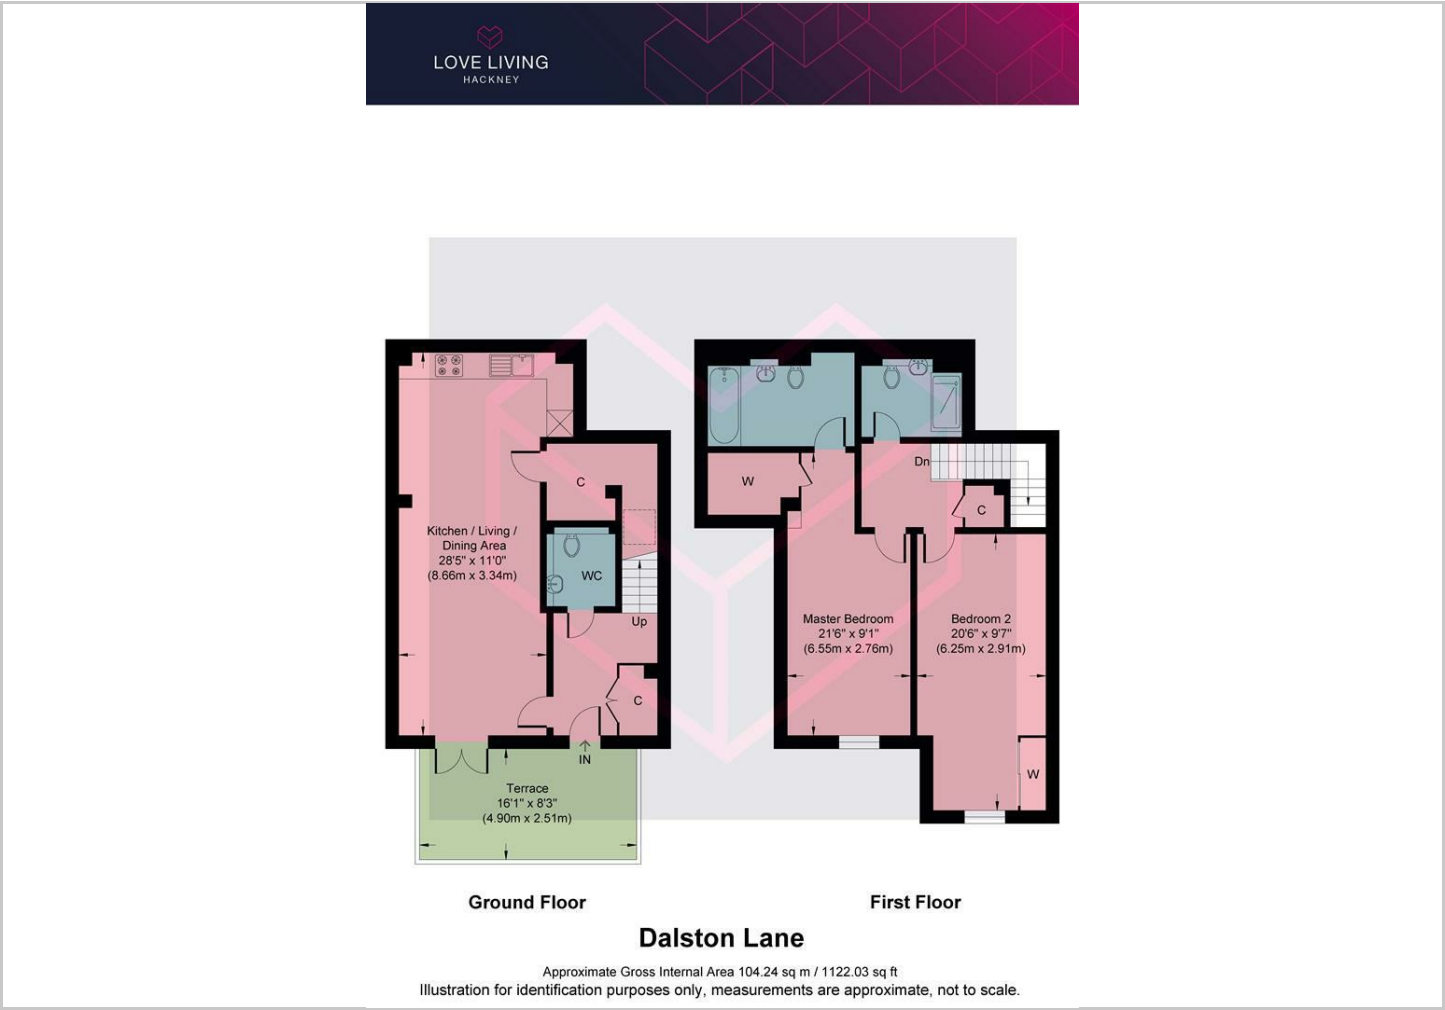 LOVE LIVING
HACKNEY
C
Kitchen / Living /
Dining Area
28'5" x 11'0"
(8.66m x 3.34m)
WC
Up
C
IN
Terrace
16'1" x 8'3"
(4.90m x 2.51m)
Ground Floor
Dn
W
C
Master Bedroom
21'6" x 9'1"
(6.55m x 2.76m)
Bedroom 2
20'6" x 9'7"
(6.25m x 2.91m)
W
First Floor
Dalston Lane
Approximate Gross Internal Area 104.24 sq m / 1122.03 sq ft
Illustration for identification purposes only, measurements are approximate, not to scale.